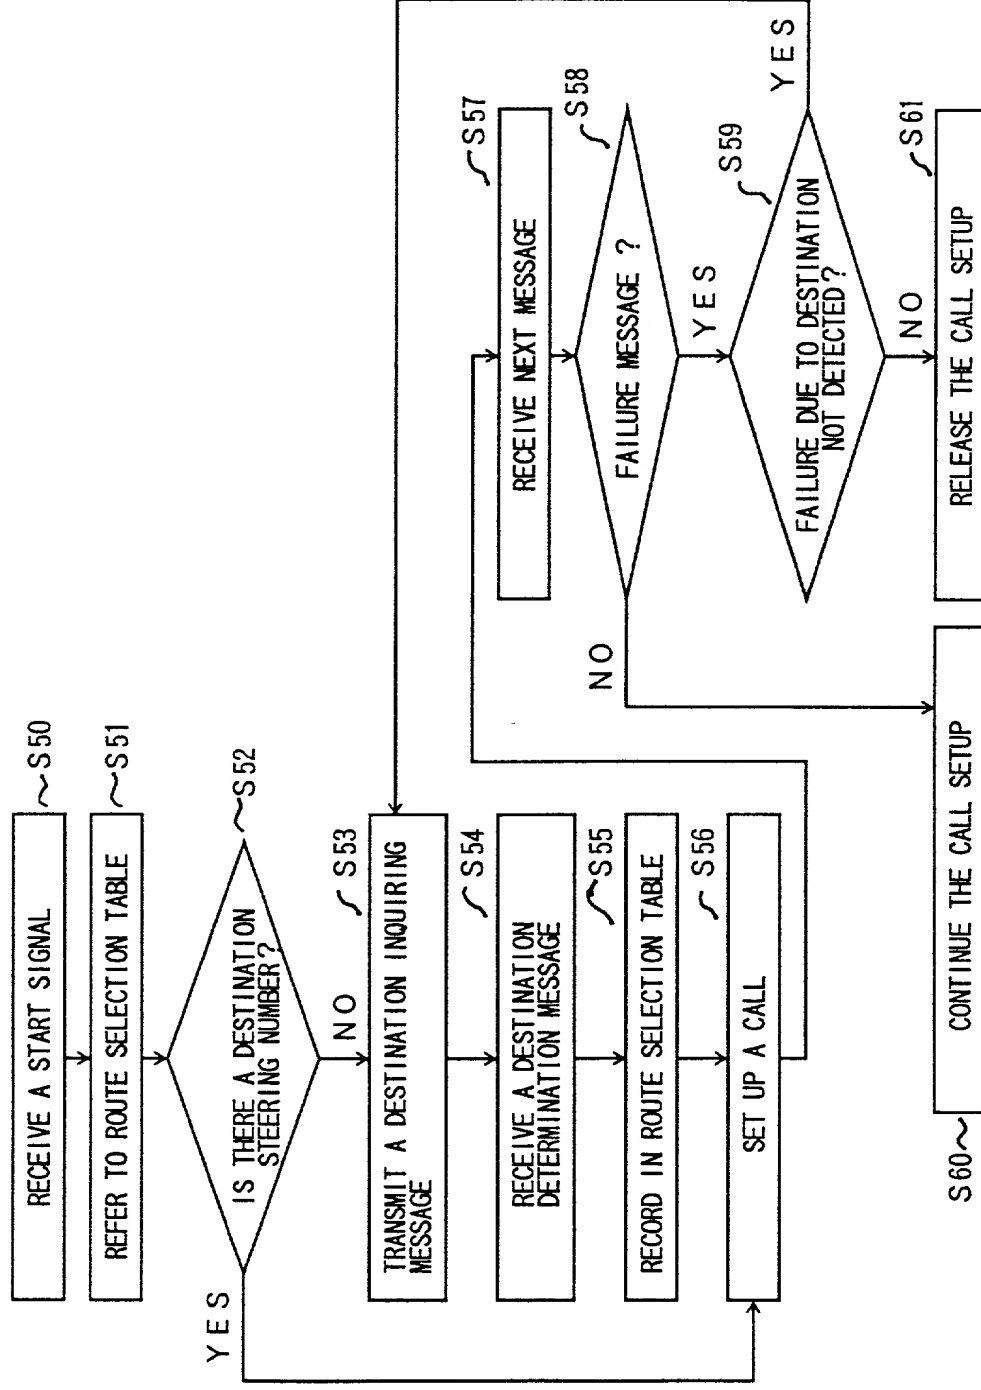 RECEIVE A START SIGNAL
S50
REFER TO ROUTE SELECTION TABLE
S51
IS THERE A DESTINATION
STEERING NUMBER?
S52
YES
NO
S53
TRANSMIT A DESTINATION INQUIRING
MESSAGE
S54
RECEIVE A DESTINATION
DETERMINATION MESSAGE
S55
RECORD IN ROUTE SELECTION TABLE
S56
SET UP A CALL
S57
RECEIVE NEXT MESSAGE
S58
FAILURE MESSAGE ?
NO
YES
S59
FAILURE DUE TO DESTINATION
NOT DETECTED?
YES
NO
S60
CONTINUE THE CALL SETUP
S61
RELEASE THE CALL SETUP